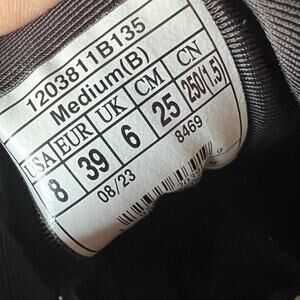 1203811B135
Medium(B)
USA EUR UK CM CN
8 39 6 25 250(1.5)
08/23 8469